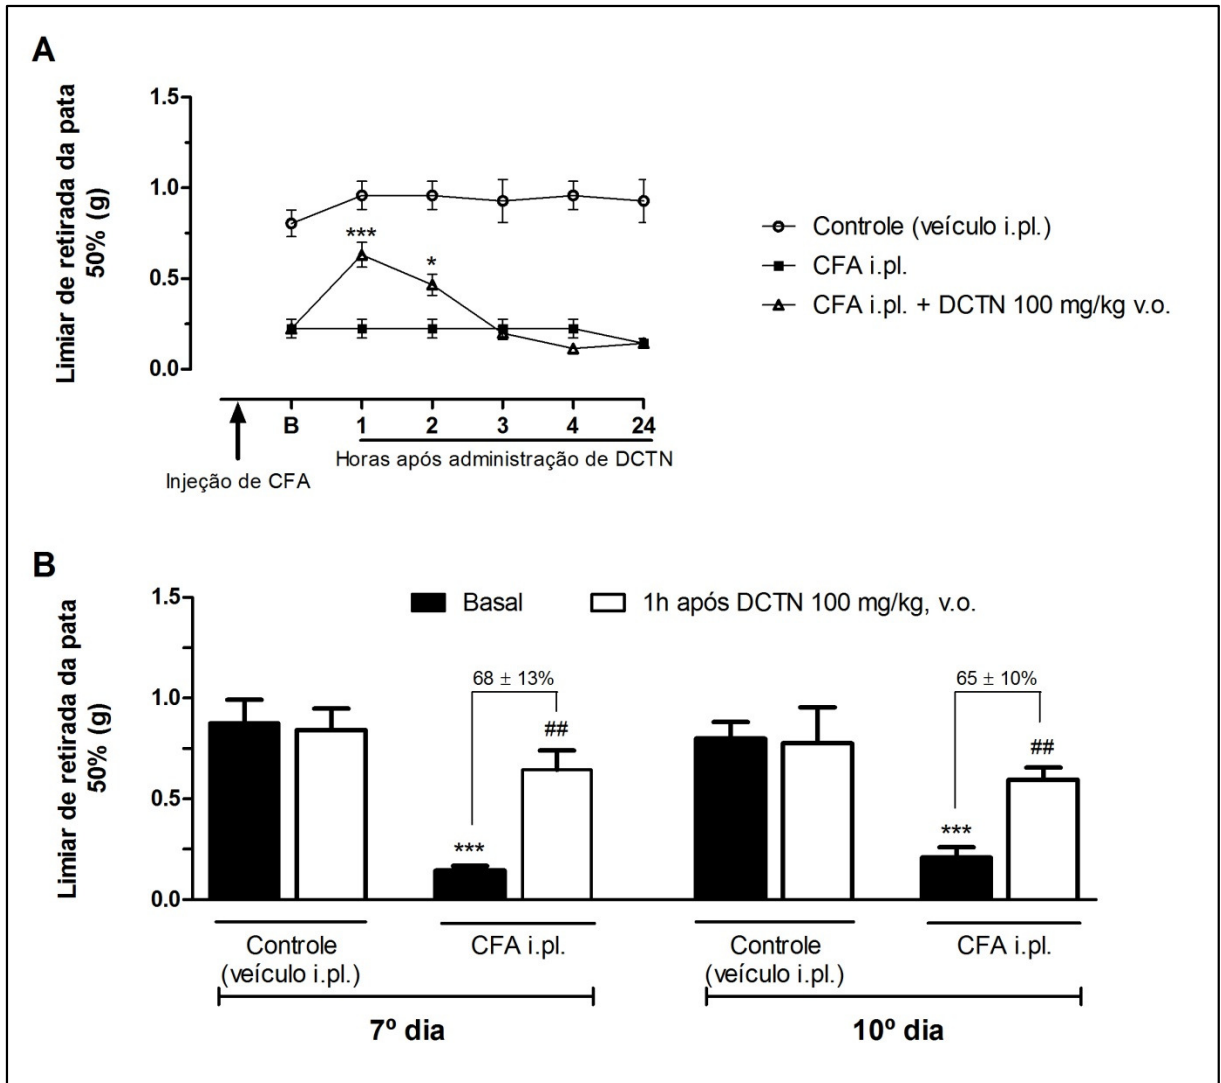 A
Limiar de retirada da pata
50% (g)
1.5
1.0
0.5
0.0
***
*
Controle (veículo i.pl.)
CFA i.pl.
CFA i.pl. + DCTN 100 mg/kg v.o.
B 1 2 3 4 24
Horas após administração de DCTN
Injeção de CFA
B
Limiar de retirada da pata
50% (g)
1.5
1.0
0.5
0.0
Basal
1h após DCTN 100 mg/kg, v.o.
68 ± 13%
##
***
65 ± 10%
##
***
Controle
(veículo i.pl.)
CFA i.pl.
Controle
(veículo i.pl.)
CFA i.pl.
7º dia
10º dia